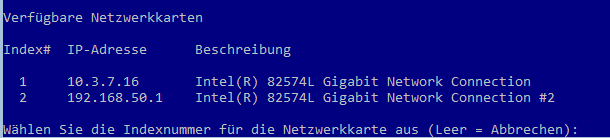 Verfügbare Netzwerkkarten
Index# IP-Adresse Beschreibung
1 10.3.7.16 Intel(R) 82574L Gigabit Network Connection
2 192.168.50.1 Intel(R) 82574L Gigabit Network Connection #2
Wählen Sie die Indexnummer für die Netzwerkkarte aus (Leer = Abbrechen):